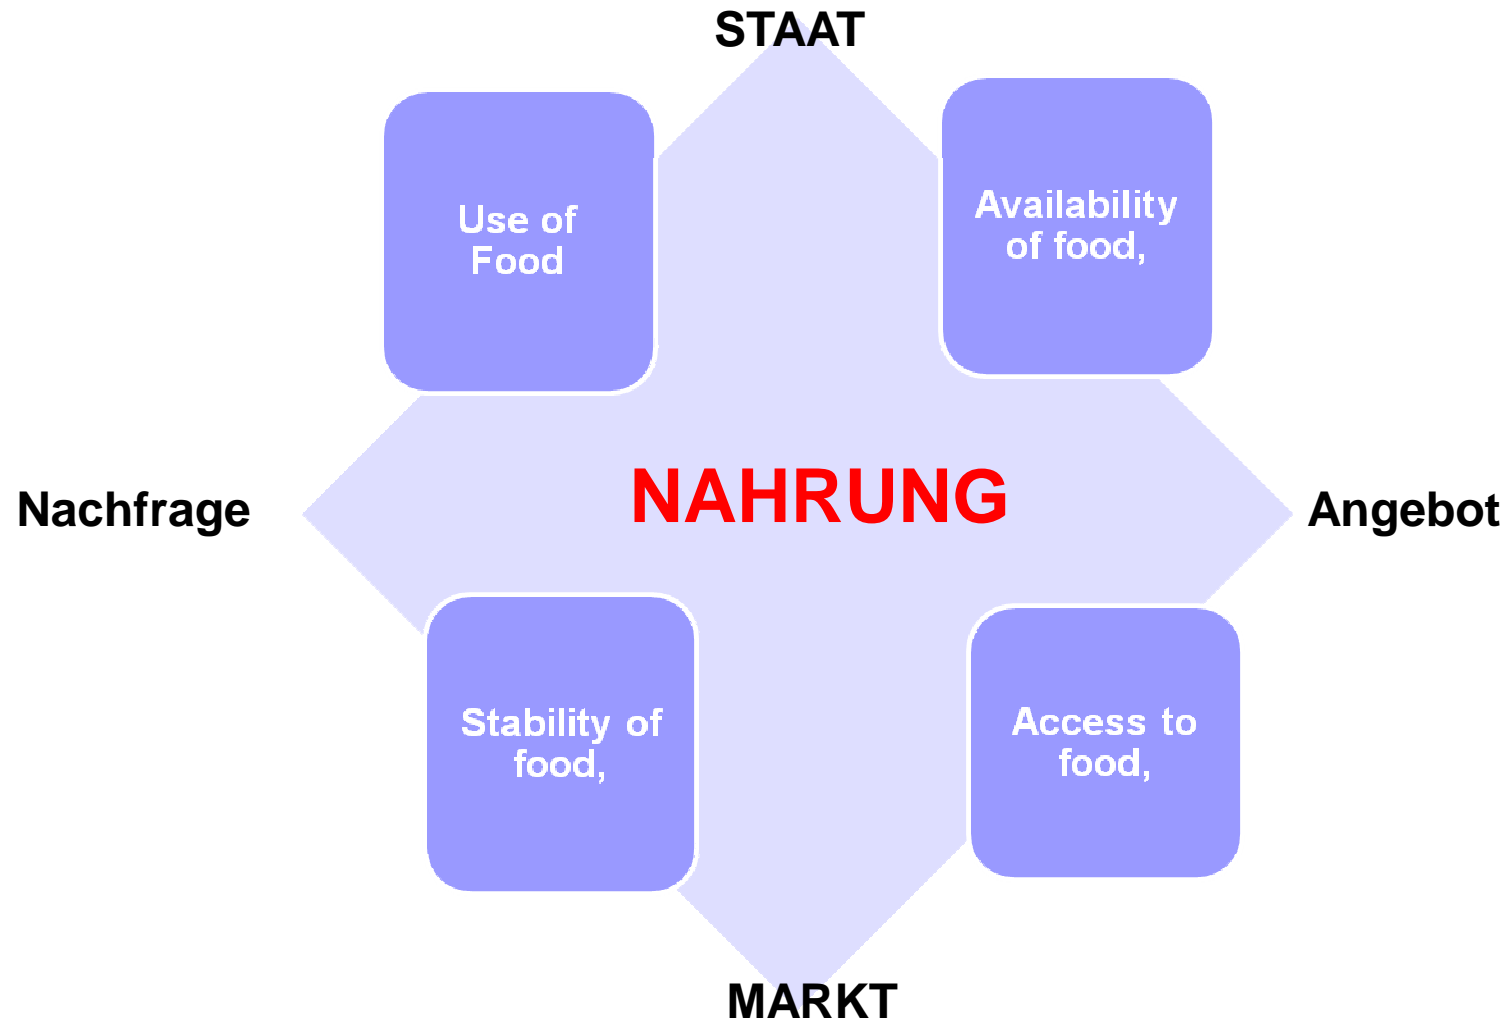 STAAT
Use of
Food
Availability
of food,
Nachfrage
NAHRUNG
Angebot
Stability of
food,
Access to
food,
MARKT